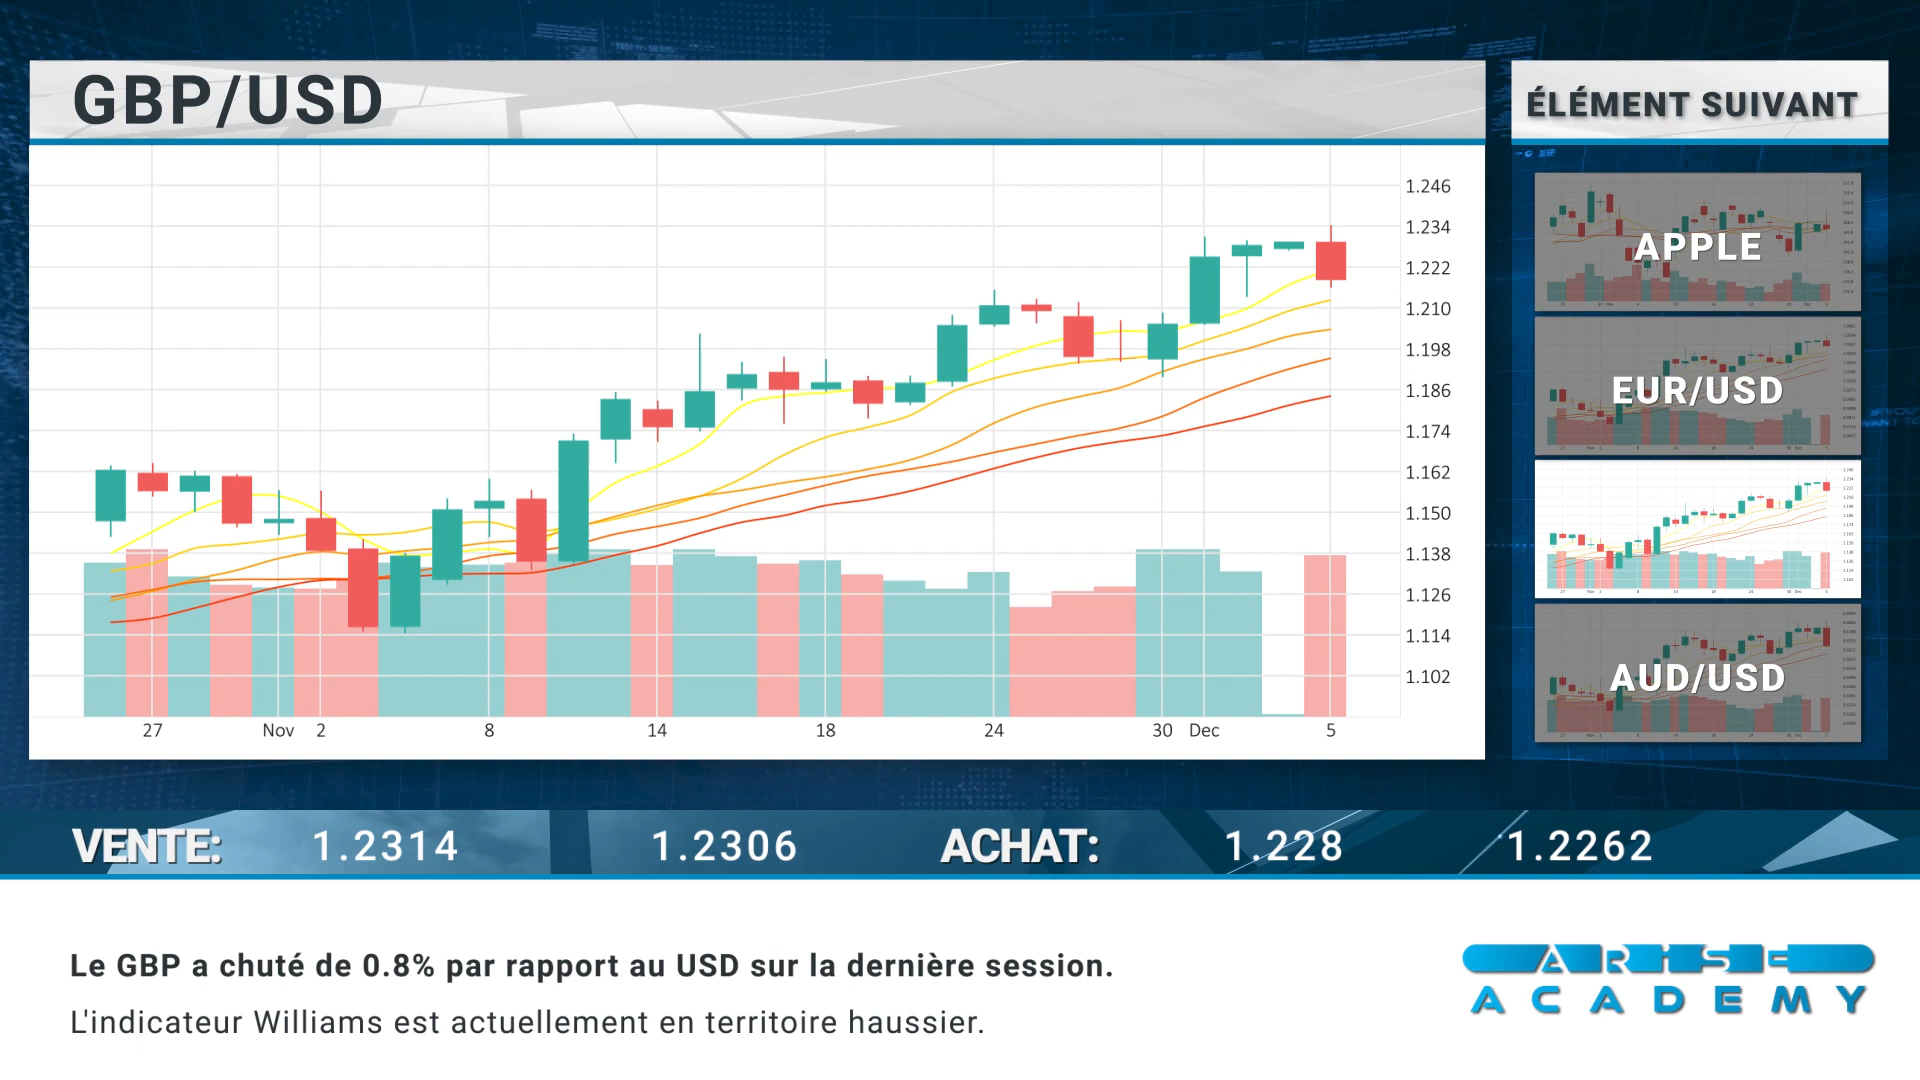 GBP/USD
ÉLÉMENT SUIVANT
1.246
1.234
1.222
1.210
1.198
1.186
1.174
1.162
1.150
1.138
1.126
1.114
1.102
27 Nov 2 8 14 18 24 30 Dec 5
APPLE
EUR/USD
AUD/USD
VENTE: 1.2314 1.2306 ACHAT: 1.228 1.2262
Le GBP a chuté de 0.8% par rapport au USD sur la dernière session.
L'indicateur Williams est actuellement en territoire haussier.
ARISE
ACADEMY